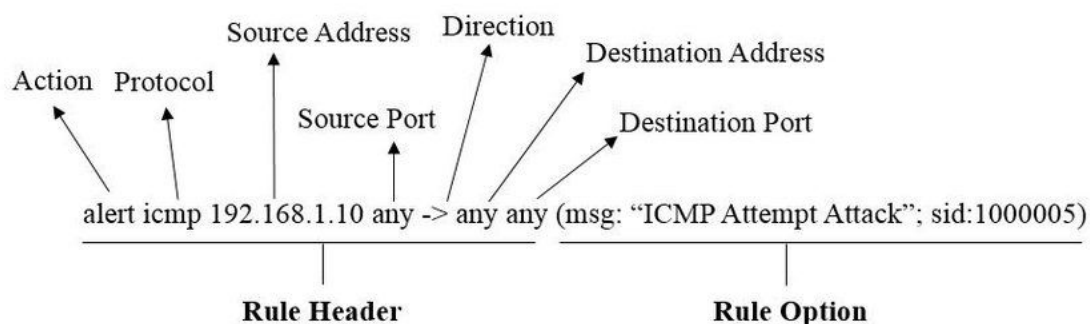 Source Address
Direction
Destination Address
Action
Protocol
Source Port
Destination Port
alert icmp 192.168.1.10 any -> any any (msg: “ICMP Attempt Attack”; sid:1000005)
Rule Header
Rule Option